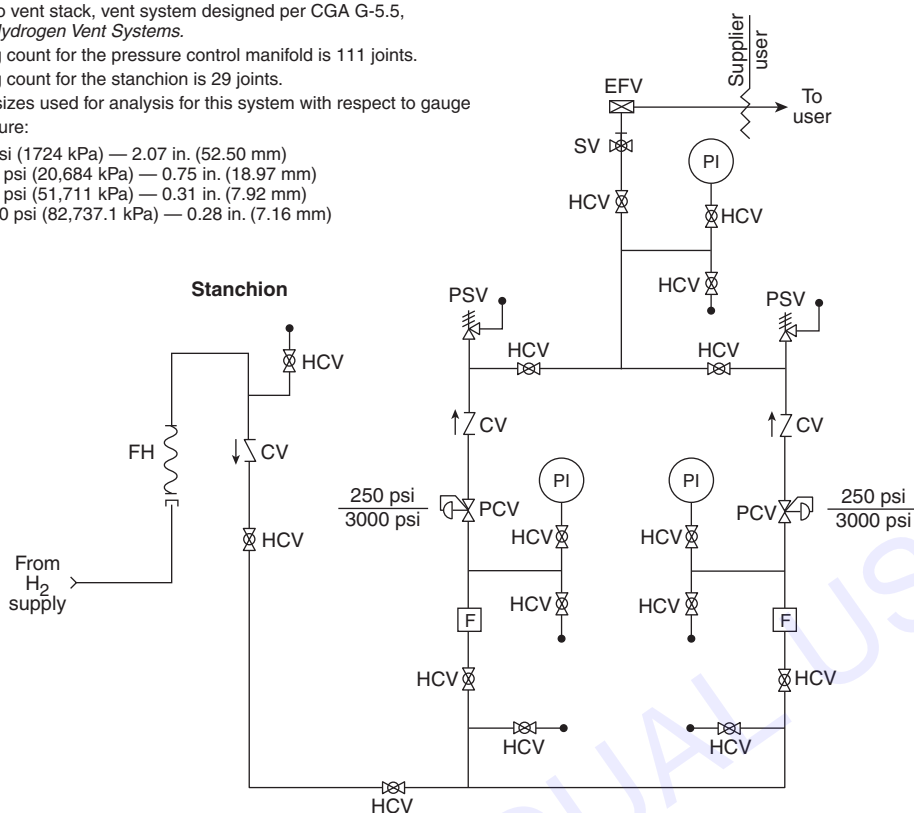 o vent stack, vent system designed per CGA G-5.5,
Hydrogen Vent Systems.
g count for the pressure control manifold is 111 joints.
g count for the stanchion is 29 joints.
sizes used for analysis for this system with respect to gauge
ure:
si (1724 kPa) — 2.07 in. (52.50 mm)
psi (20,684 kPa) — 0.75 in. (18.97 mm)
psi (51,711 kPa) — 0.31 in. (7.92 mm)
0 psi (82,737.1 kPa) — 0.28 in. (7.16 mm)
Supplier
user
EFV
To
user
SV
PI
HCV
HCV
HCV
Stanchion
PSV
PSV
HCV
HCV
HCV
CV
CV
FH
CV
PI
PI
250 psi
3000 psi
PCV
PCV
250 psi
3000 psi
HCV
HCV
HCV
From
H2
supply
HCV
HCV
F
F
HCV
HCV
HCV
HCV
HCV
UAL US